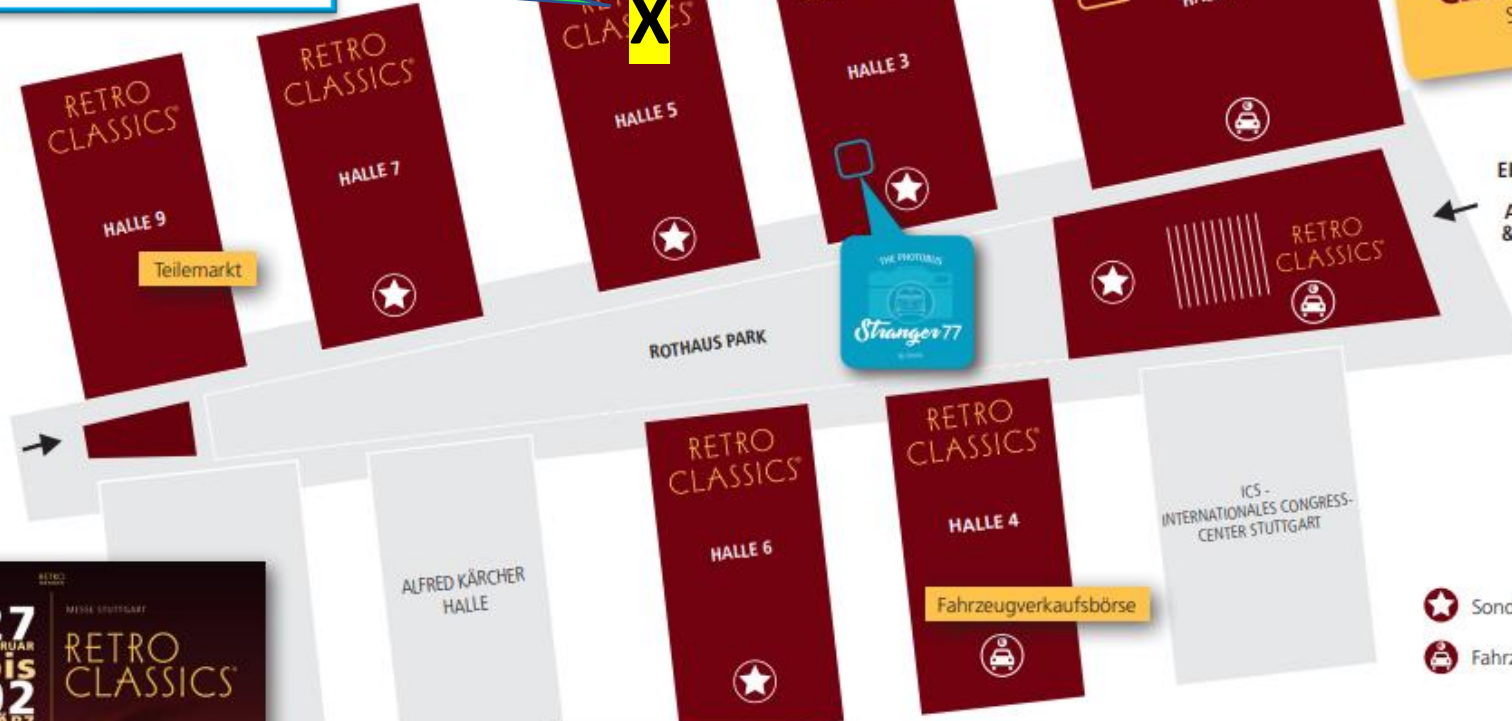 X
RETRO
CLASSICS
HALLE 9
Teilemarkt
RETRO
CLASSICS
HALLE 7
CLASSICS
HALLE 5
HALLE 3
THE PHOTOBUS
Stranger77
RETRO
CLASSICS
ROTHAUS PARK
ALFRED KÄRCHER
HALLE
RETRO
CLASSICS
HALLE 6
RETRO
CLASSICS
HALLE 4
Fahrzeugverkaufsbörse
ICS -
INTERNATIONALES CONGRESS-
CENTER STUTTGART
MESSE STUTTGART
RETRO
CLASSICS
02